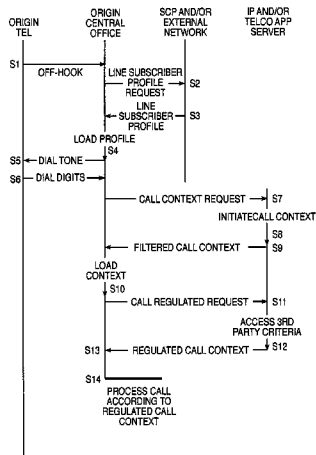 ORIGIN
TEL
ORIGIN
CENTRAL
OFFICE
SCP AND/OR
EXTERNAL
NETWORK
IP AND/OR
TELCO APP
SERVER
S1
OFF-HOOK
LINE SUBSCRIBER
PROFILE
REQUEST
S2
LINE
SUBSCRIBER
PROFILE
S3
LOAD PROFILE
S4
S5
DIAL TONE
S6
DIAL DIGITS
CALL CONTEXT REQUEST
S7
INITIATECALL CONTEXT
S8
FILTERED CALL CONTEXT
S9
LOAD
CONTEXT
S10
CALL REGULATED REQUEST
S11
ACCESS 3RD
PARTY CRITERIA
S12
S13
REGULATED CALL CONTEXT
S14
PROCESS CALL
ACCORDING TO
REGULATED CALL
CONTEXT